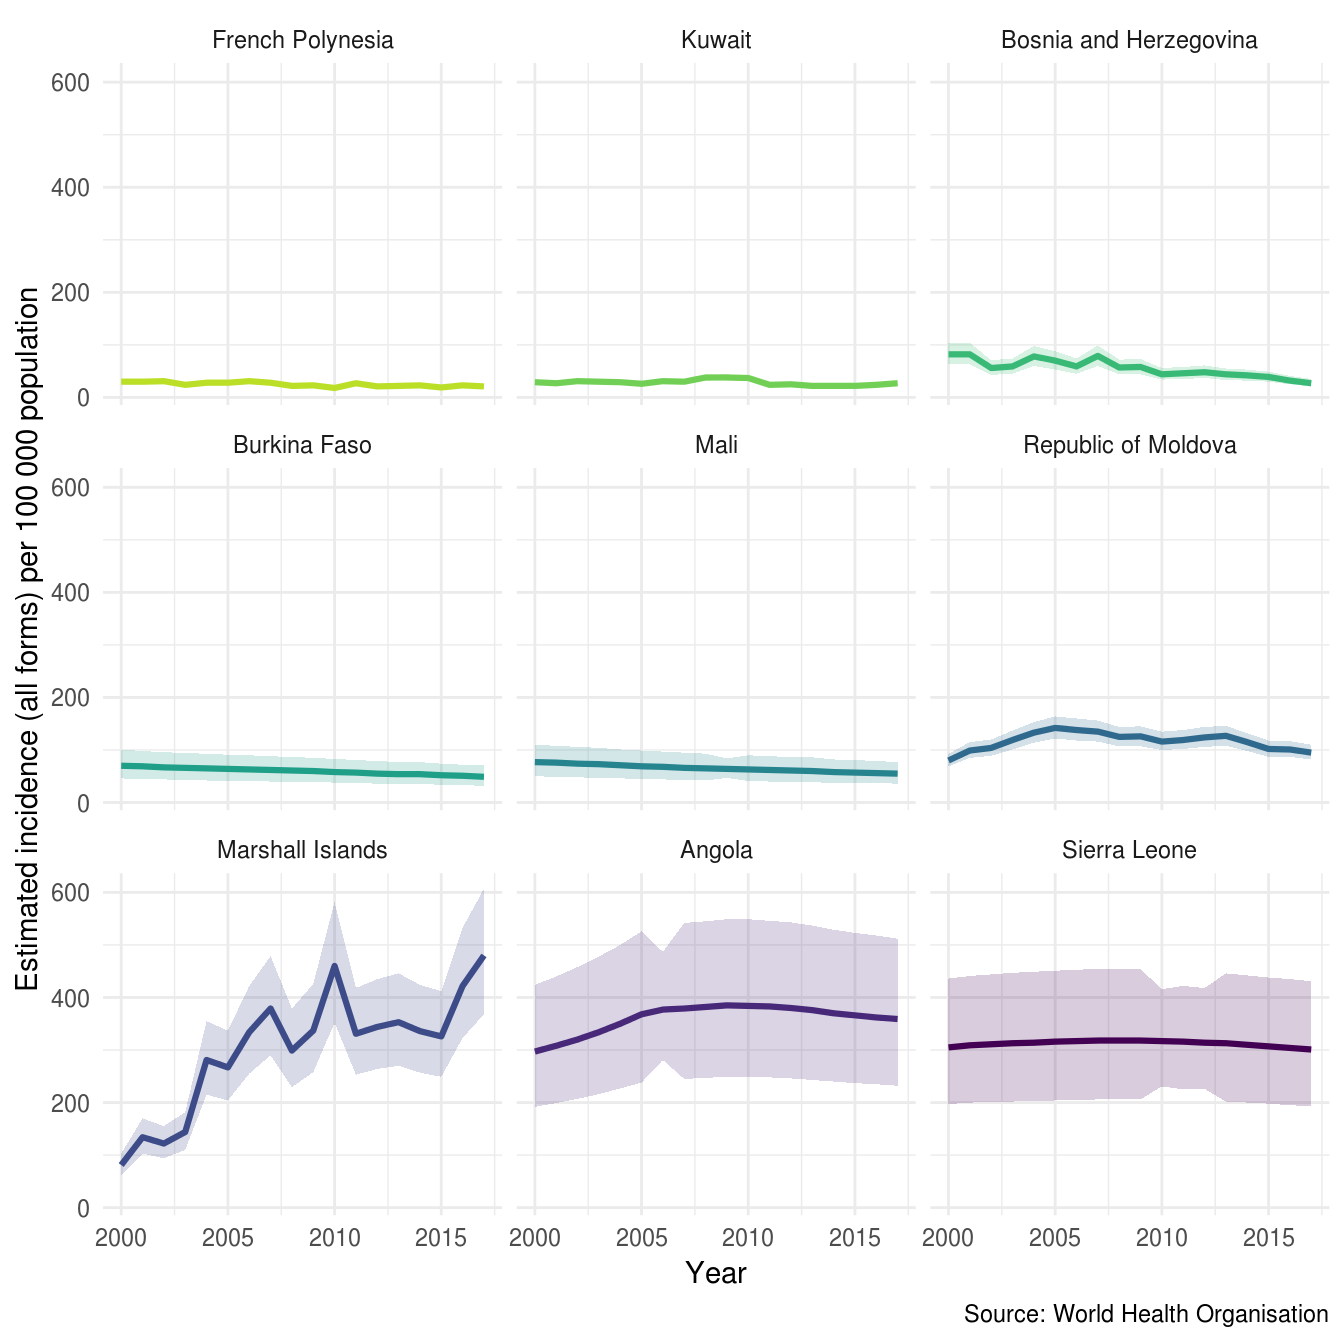 French Polynesia
Kuwait
Bosnia and Herzegovina
600
400
200
0
Burkina Faso
Mali
Republic of Moldova
600
400
200
0
Marshall Islands
Angola
Sierra Leone
600
400
200
0
2000 2005 2010 2015
2000 2005 2010 2015
2000 2005 2010 2015
Estimated incidence (all forms) per 100 000 population
Year
Source: World Health Organisation